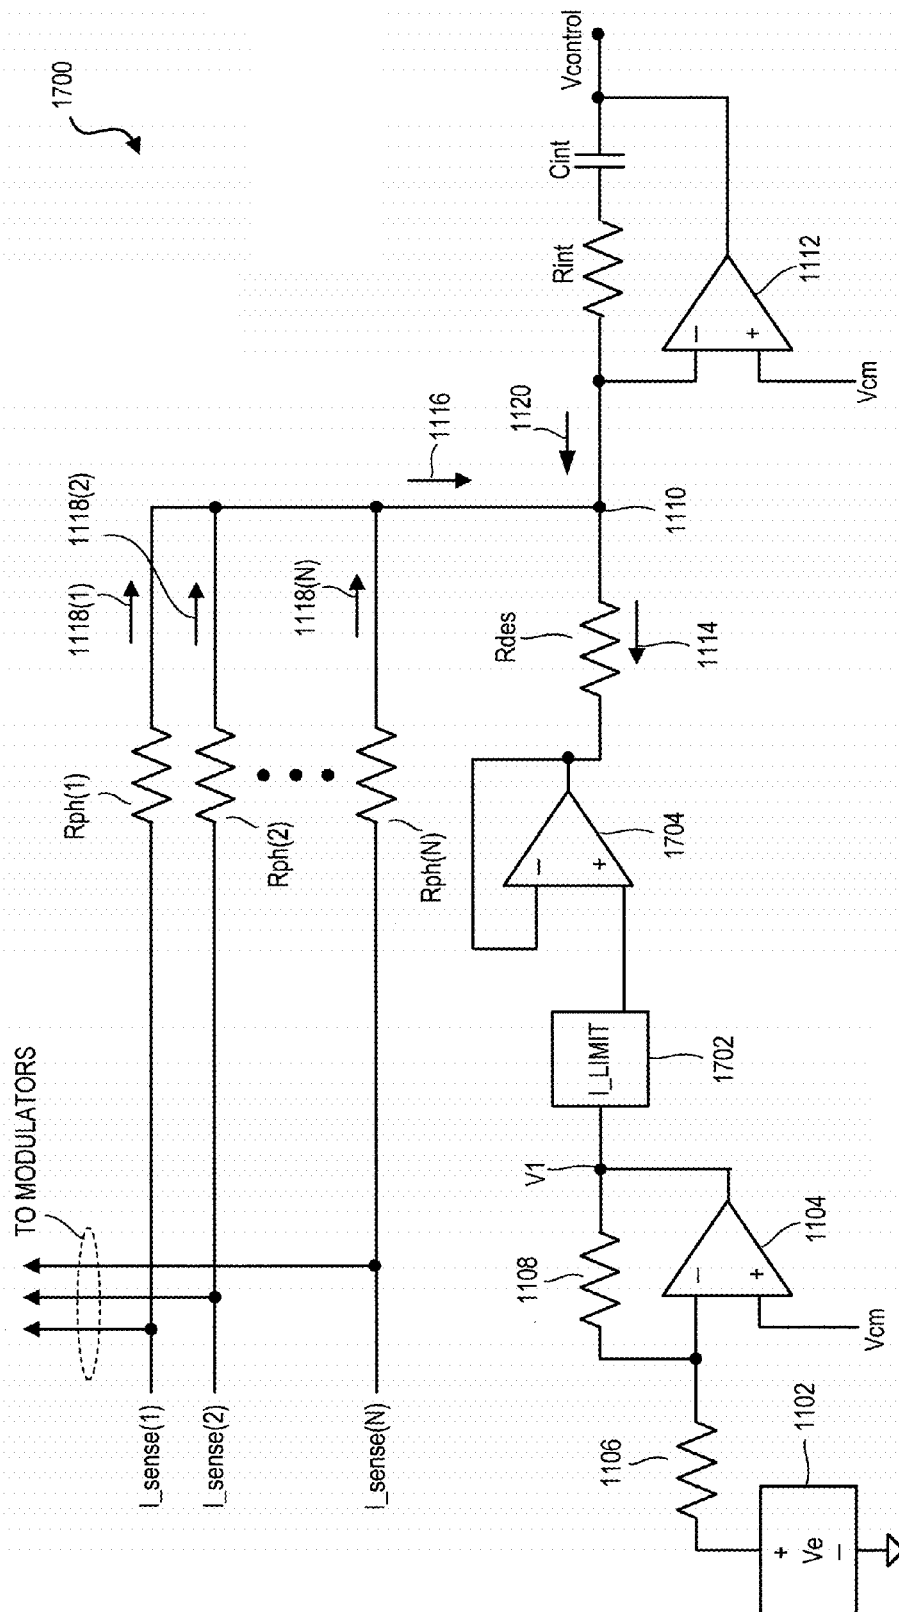 1700
TO MODULATORS
I_sense(1)
I_sense(2)
I_sense(N)
Rph(1)
Rph(2)
Rph(N)
1118(1)
1118(2)
1118(N)
1116
1120
1110
Rdes
1114
Rint
Cint
Vcontrol
−
+
1112
Vcm
−
+
1704
I_LIMIT
1702
V1
1108
−
+
1104
Vcm
1106
1102
+
Ve
−